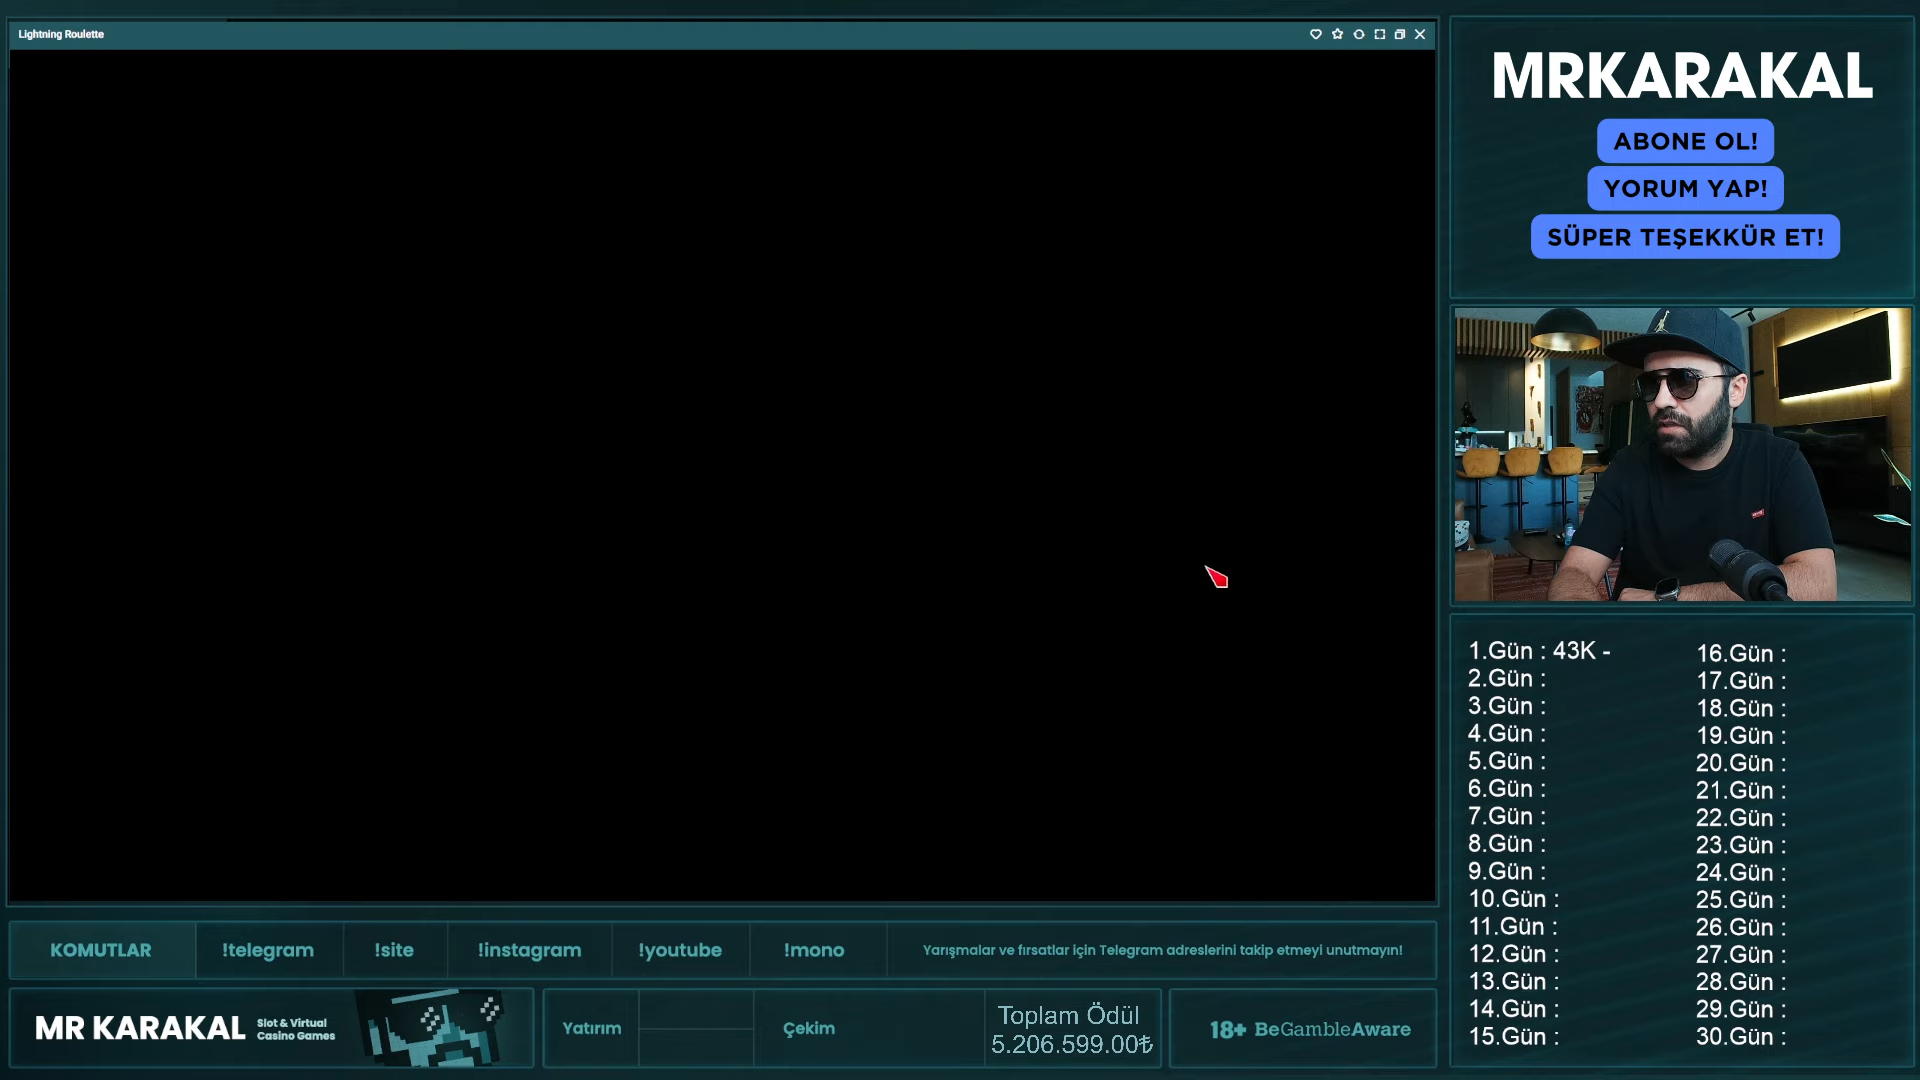 Lightning Roulette
MRKARAKAL
ABONE OL!
YORUM YAP!
SÜPER TEŞEKKÜR ET!
1.Gün : 43K -
2.Gün :
3.Gün :
4.Gün :
5.Gün :
6.Gün :
7.Gün :
8.Gün :
9.Gün :
10.Gün :
11.Gün :
12.Gün :
13.Gün :
14.Gün :
15.Gün :
16.Gün :
17.Gün :
18.Gün :
19.Gün :
20.Gün :
21.Gün :
22.Gün :
23.Gün :
24.Gün :
25.Gün :
26.Gün :
27.Gün :
28.Gün :
29.Gün :
30.Gün :
KOMUTLAR !telegram !site !instagram !youtube !mono Yarışmalar ve fırsatlar için Telegram adreslerini takip etmeyi unutmayın!
MR KARAKAL
Slot & Virtual
Casino Games
Yatırım
Çekim
Toplam Ödül
5.206.599.00₺
18+ BeGambleAware